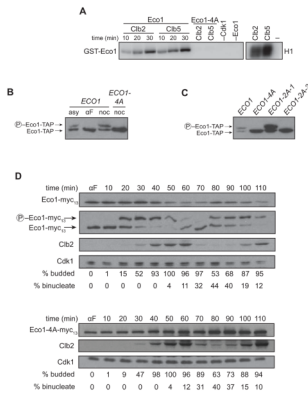 A
Eco1 Eco1-4A
Clb2 Clb5 Clb2 Clb5 –Cdk1 –Eco1 Clb2 Clb5 –
time (min) 10 20 30 10 20 30
GST-Eco1 H1
B
ECO1 ECO1-4A
asy αF noc noc
P –Eco1-TAP
Eco1-TAP
C
ECO1 ECO1-4A ECO1-2A-1 ECO1-2A-2
P –Eco1-TAP
Eco1-TAP
D
time (min) αF 10 20 30 40 50 60 70 80 90 100 110
Eco1-myc13
P –Eco1-myc13
Eco1-myc13
Clb2
Cdk1
% budded 0 1 15 52 93 100 96 97 53 68 87 95
% binucleate 0 0 0 0 0 4 11 32 44 40 19 12
time (min) αF 10 20 30 40 50 60 70 80 90 100 110
Eco1-4A-myc13
Clb2
Cdk1
% budded 0 1 9 47 98 100 96 89 63 73 88 94
% binucleate 0 0 0 0 0 4 12 31 40 37 15 10